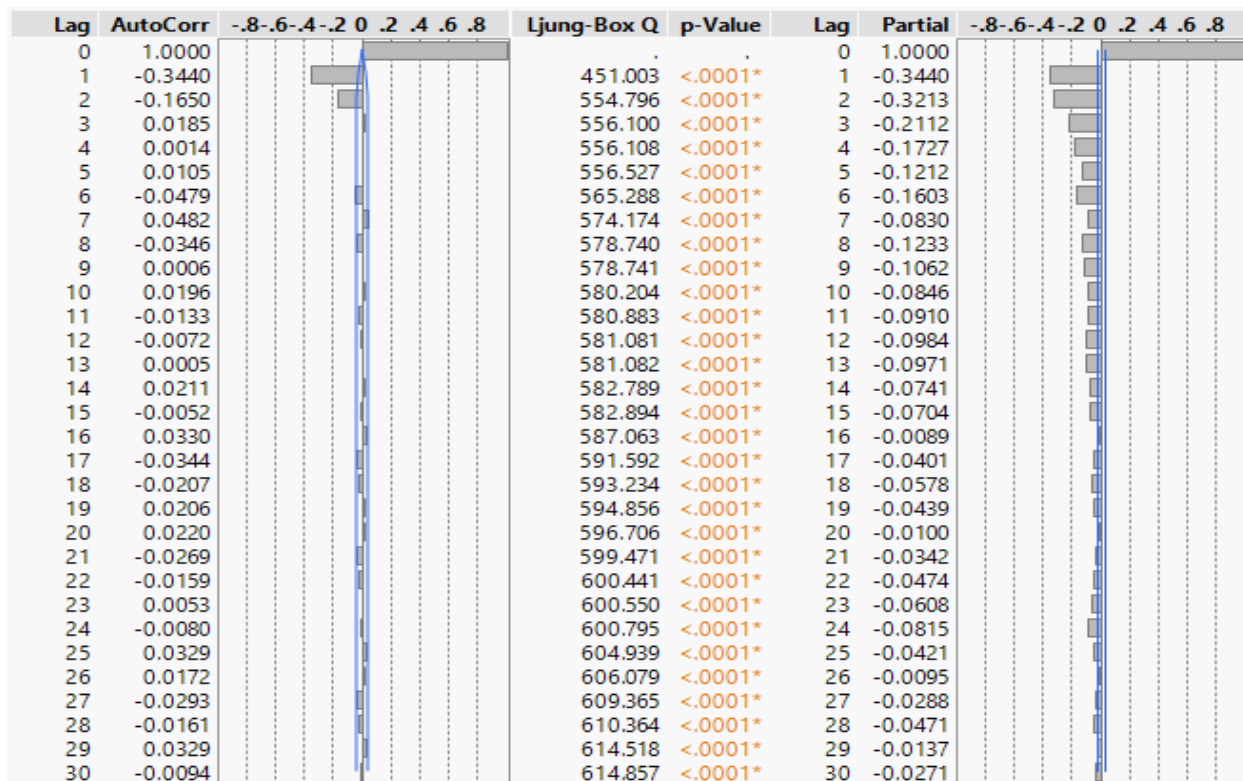 Lag AutoCorr -.8-.6-.4-.2 0 .2 .4 .6 .8 Ljung-Box Q p-Value Lag Partial -.8-.6-.4-.2 0 .2 .4 .6 .8
0 1.0000 . . 0 1.0000
1 -0.3440 451.003 <.0001* 1 -0.3440
2 -0.1650 554.796 <.0001* 2 -0.3213
3 0.0185 556.100 <.0001* 3 -0.2112
4 0.0014 556.108 <.0001* 4 -0.1727
5 0.0105 556.527 <.0001* 5 -0.1212
6 -0.0479 565.288 <.0001* 6 -0.1603
7 0.0482 574.174 <.0001* 7 -0.0830
8 -0.0346 578.740 <.0001* 8 -0.1233
9 0.0006 578.741 <.0001* 9 -0.1062
10 0.0196 580.204 <.0001* 10 -0.0846
11 -0.0133 580.883 <.0001* 11 -0.0910
12 -0.0072 581.081 <.0001* 12 -0.0984
13 0.0005 581.082 <.0001* 13 -0.0971
14 0.0211 582.789 <.0001* 14 -0.0741
15 -0.0052 582.894 <.0001* 15 -0.0704
16 0.0330 587.063 <.0001* 16 -0.0089
17 -0.0344 591.592 <.0001* 17 -0.0401
18 -0.0207 593.234 <.0001* 18 -0.0578
19 0.0206 594.856 <.0001* 19 -0.0439
20 0.0220 596.706 <.0001* 20 -0.0100
21 -0.0269 599.471 <.0001* 21 -0.0342
22 -0.0159 600.441 <.0001* 22 -0.0474
23 0.0053 600.550 <.0001* 23 -0.0608
24 -0.0080 600.795 <.0001* 24 -0.0815
25 0.0329 604.939 <.0001* 25 -0.0421
26 0.0172 606.079 <.0001* 26 -0.0095
27 -0.0293 609.365 <.0001* 27 -0.0288
28 -0.0161 610.364 <.0001* 28 -0.0471
29 0.0329 614.518 <.0001* 29 -0.0137
30 -0.0094 614.857 <.0001* 30 -0.0271